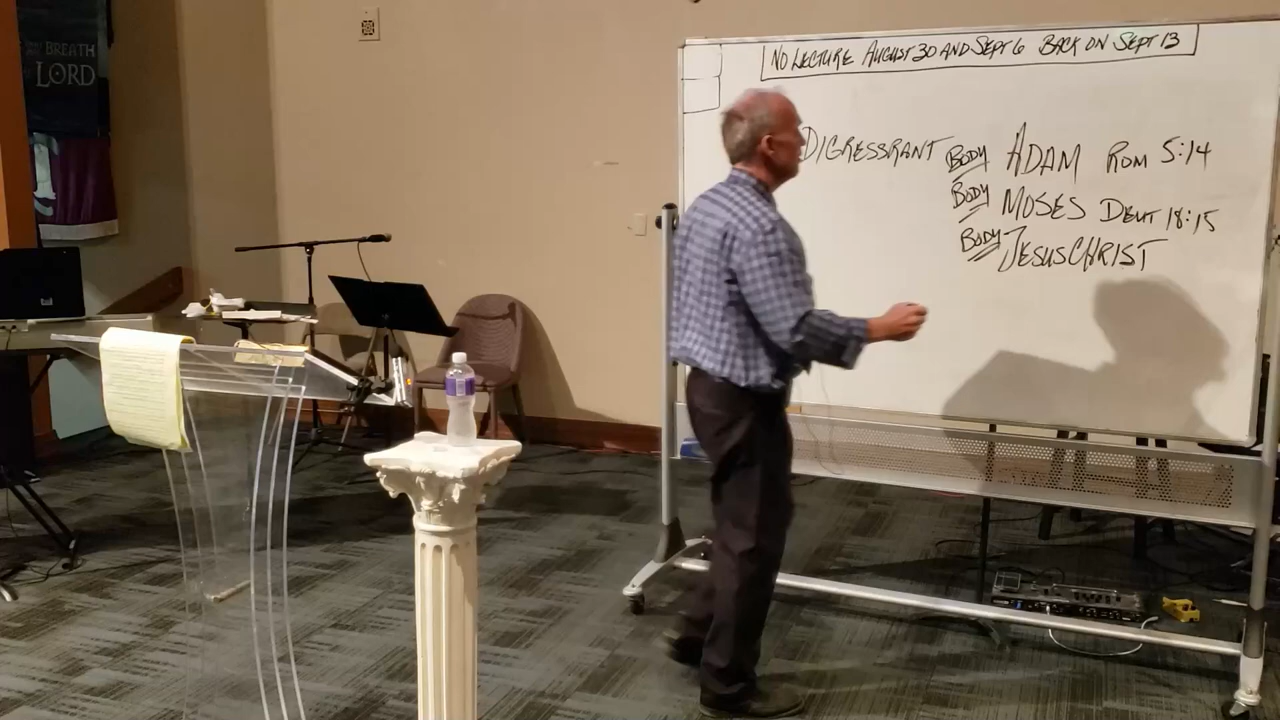 BREATH
LORD
NO LECTURE AUGUST 30 AND SEPT 6 BACK ON SEPT 13
DIGRESSRANT BODY ADAM ROM 5:14
BODY MOSES DEUT 18:15
BODY JESUS CHRIST